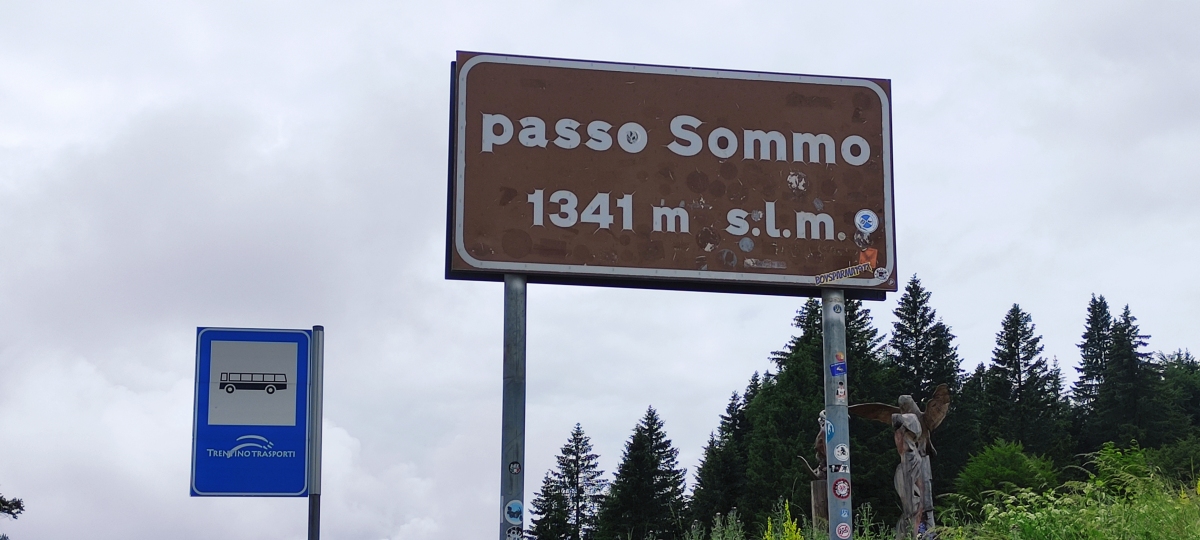 passo Sommo
1341 m s.l.m.
TRENTINO TRASPORTI